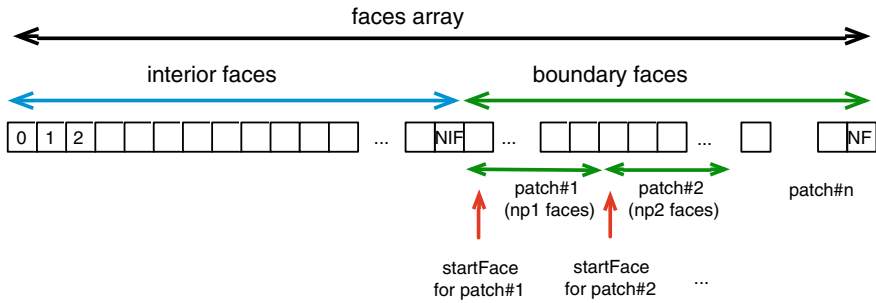 faces array
interior faces
boundary faces
0 1 2 ... NIF ... ... NF
patch#1
(np1 faces)
patch#2
(np2 faces)
patch#n
startFace
for patch#1
startFace
for patch#2
...